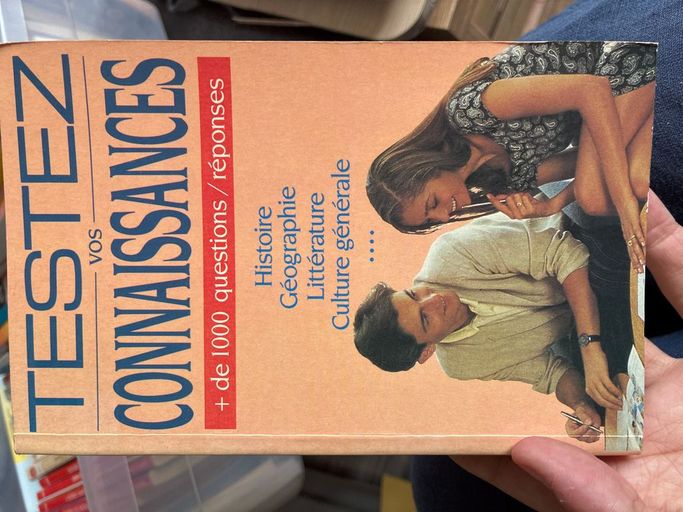 TESTEZ
vos
CONNAISSANCES
+ de 1000 questions / réponses
Histoire
Géographie
Littérature
Culture générale
....